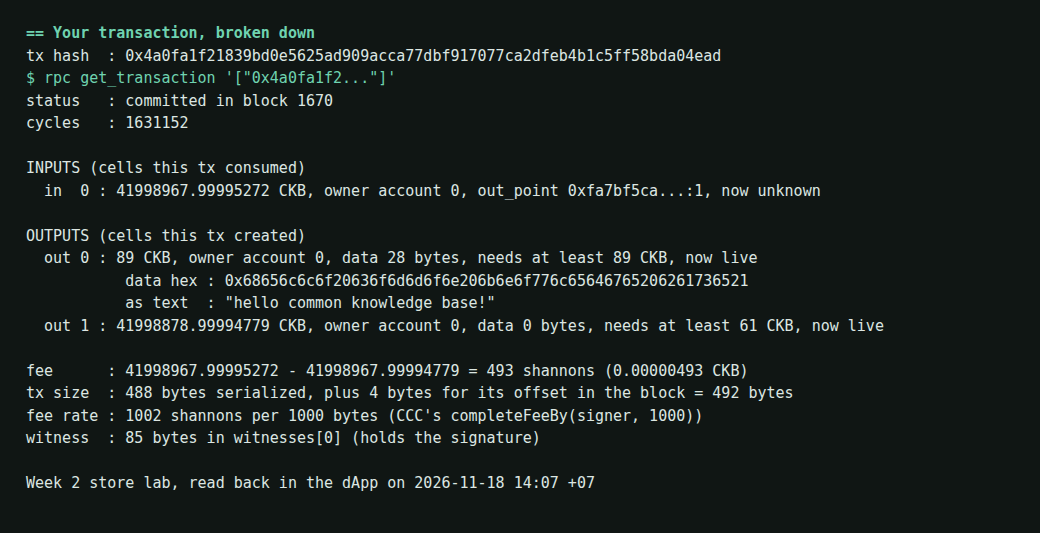 == Your transaction, broken down
tx hash  : 0x4a0fa1f21839bd0e5625ad909acca77dbf917077ca2dfeb4b1c5ff58bda04ead
$ rpc get_transaction '["0x4a0fa1f2..."]'
status   : committed in block 1670
cycles   : 1631152
INPUTS (cells this tx consumed)
  in  0 : 41998967.99995272 CKB, owner account 0, out_point 0xfa7bf5ca...:1, now unknown
OUTPUTS (cells this tx created)
  out 0 : 89 CKB, owner account 0, data 28 bytes, needs at least 89 CKB, now live
           data hex : 0x68656c6c6f20636f6d6d6f6e206b6e6f776c65646765206261736521
           as text  : "hello common knowledge base!"
  out 1 : 41998878.99994779 CKB, owner account 0, data 0 bytes, needs at least 61 CKB, now live
fee      : 41998967.99995272 - 41998967.99994779 = 493 shannons (0.00000493 CKB)
tx size  : 488 bytes serialized, plus 4 bytes for its offset in the block = 492 bytes
fee rate : 1002 shannons per 1000 bytes (CCC's completeFeeBy(signer, 1000))
witness  : 85 bytes in witnesses[0] (holds the signature)
Week 2 store lab, read back in the dApp on 2026-11-18 14:07 +07